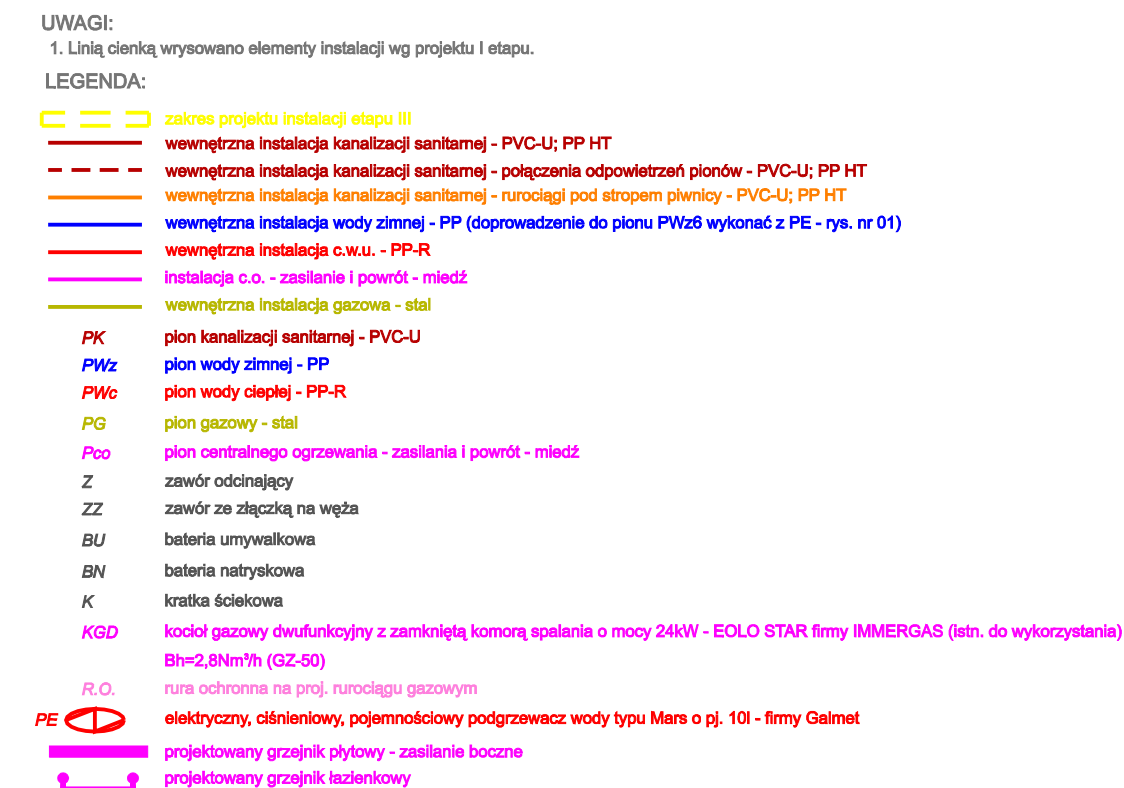 UWAGI:
1. Linią cienką wrysowano elementy instalacji wg projektu I etapu.
LEGENDA:
zakres projektu instalacji etapu III
wewnętrzna instalacja kanalizacji sanitarnej - PVC-U; PP HT
wewnętrzna instalacja kanalizacji sanitarnej - połączenia odpowietrzeń pionów - PVC-U; PP HT
wewnętrzna instalacja kanalizacji sanitarnej - rurociągi pod stropem piwnicy - PVC-U; PP HT
wewnętrzna instalacja wody zimnej - PP (doprowadzenie do pionu PWz6 wykonać z PE - rys. nr 01)
wewnętrzna instalacja c.w.u. - PP-R
instalacja c.o. - zasilanie i powrót - miedź
wewnętrzna instalacja gazowa - stal
PK pion kanalizacji sanitarnej - PVC-U
PWz pion wody zimnej - PP
PWc pion wody ciepłej - PP-R
PG pion gazowy - stal
Pco pion centralnego ogrzewania - zasilania i powrót - miedź
Z zawór odcinający
ZZ zawór ze złączką na węża
BU bateria umywalkowa
BN bateria natryskowa
K kratka ściekowa
KGD kocioł gazowy dwufunkcyjny z zamkniętą komorą spalania o mocy 24kW - EOLO STAR firmy IMMERGAS (istn. do wykorzystania)
Bh=2,8Nm³/h (GZ-50)
R.O. rura ochronna na proj. rurociągu gazowym
PE elektryczny, ciśnieniowy, pojemnościowy podgrzewacz wody typu Mars o pj. 10l - firmy Galmet
projektowany grzejnik płytowy - zasilanie boczne
projektowany grzejnik łazienkowy